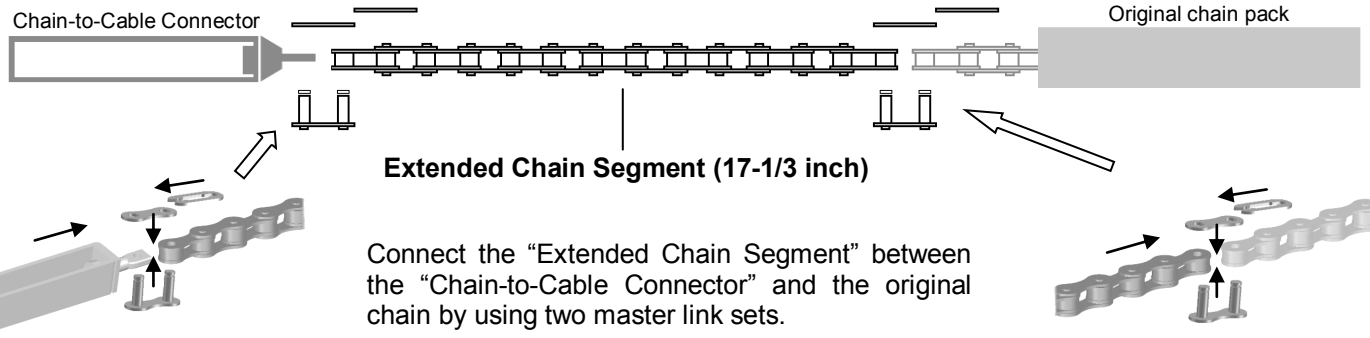 Chain-to-Cable Connector
Original chain pack
Extended Chain Segment (17-1/3 inch)
Connect the “Extended Chain Segment” between
the “Chain-to-Cable Connector” and the original
chain by using two master link sets.